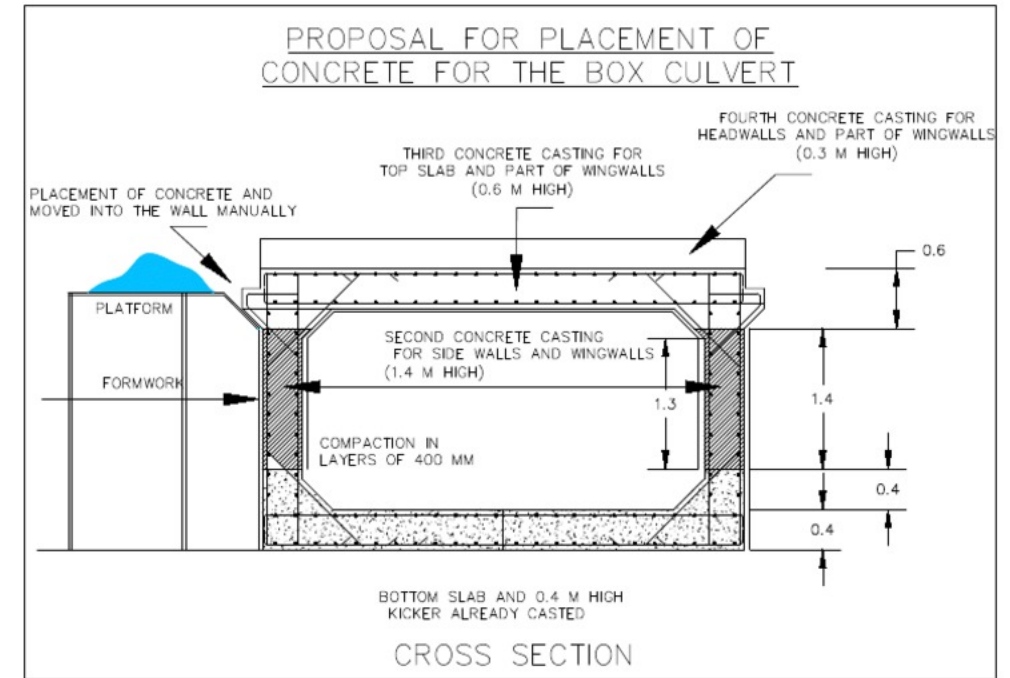 PROPOSAL FOR PLACEMENT OF
CONCRETE FOR THE BOX CULVERT
FOURTH CONCRETE CASTING FOR
HEADWALLS AND PART OF WINGWALLS
(0.3 M HIGH)
THIRD CONCRETE CASTING FOR
TOP SLAB AND PART OF WINGWALLS
(0.6 M HIGH)
PLACEMENT OF CONCRETE AND
MOVED INTO THE WALL MANUALLY
0.6
PLATFORM
SECOND CONCRETE CASTING
FOR SIDE WALLS AND WINGWALLS
(1.4 M HIGH)
FORMWORK
1.3
1.4
COMPACTION IN
LAYERS OF 400 MM
0.4
0.4
BOTTOM SLAB AND 0.4 M HIGH
KICKER ALREADY CASTED
CROSS SECTION